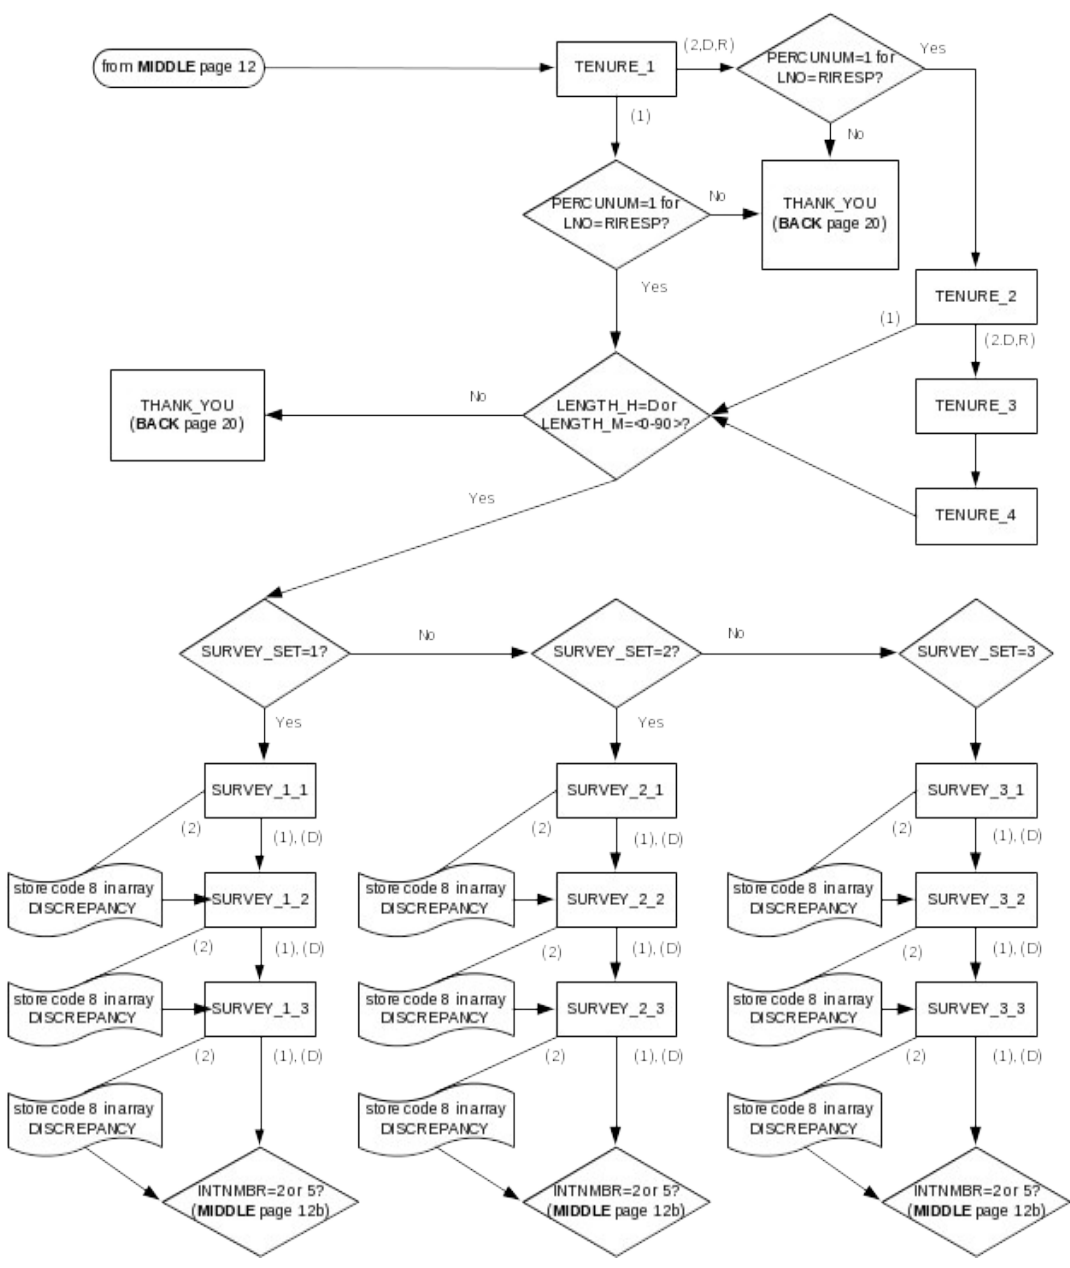 from MIDDLE page 12
TENURE_1
(2,D,R)
PERCUNUM=1 for
LNO=RIRESP?
Yes
(1)
No
PERCUNUM=1 for
LNO=RIRESP?
No
THANK_YOU
(BACK page 20)
Yes
TENURE_2
(1)
(2.D,R)
THANK_YOU
(BACK page 20)
No
LENGTH_H=D or
LENGTH_M=<0-90>?
TENURE_3
Yes
TENURE_4
SURVEY_SET=1?
No
SURVEY_SET=2?
No
SURVEY_SET=3
Yes
Yes
SURVEY_1_1
SURVEY_2_1
SURVEY_3_1
(2)
(1), (D)
(2)
(1), (D)
(2)
(1), (D)
store code 8 in array
DISCREPANCY
SURVEY_1_2
store code 8 in array
DISCREPANCY
SURVEY_2_2
store code 8 in array
DISCREPANCY
SURVEY_3_2
(2)
(1), (D)
(2)
(1), (D)
(2)
(1), (D)
store code 8 in array
DISCREPANCY
SURVEY_1_3
store code 8 in array
DISCREPANCY
SURVEY_2_3
store code 8 in array
DISCREPANCY
SURVEY_3_3
(2)
(1), (D)
(2)
(1), (D)
(2)
(1), (D)
store code 8 in array
DISCREPANCY
store code 8 in array
DISCREPANCY
store code 8 in array
DISCREPANCY
INTNMBR=2 or 5?
(MIDDLE page 12b)
INTNMBR=2 or 5?
(MIDDLE page 12b)
INTNMBR=2 or 5?
(MIDDLE page 12b)